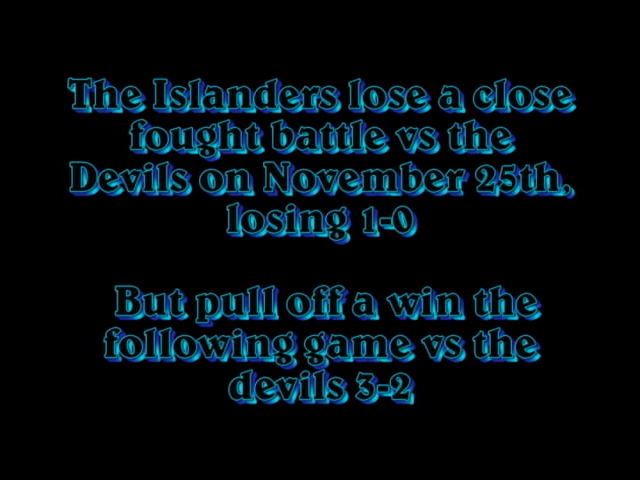 The Islanders lose a close
fought battle vs the
Devils on November 25th,
losing 1-0
But pull off a win the
following game vs the
devils 3-2